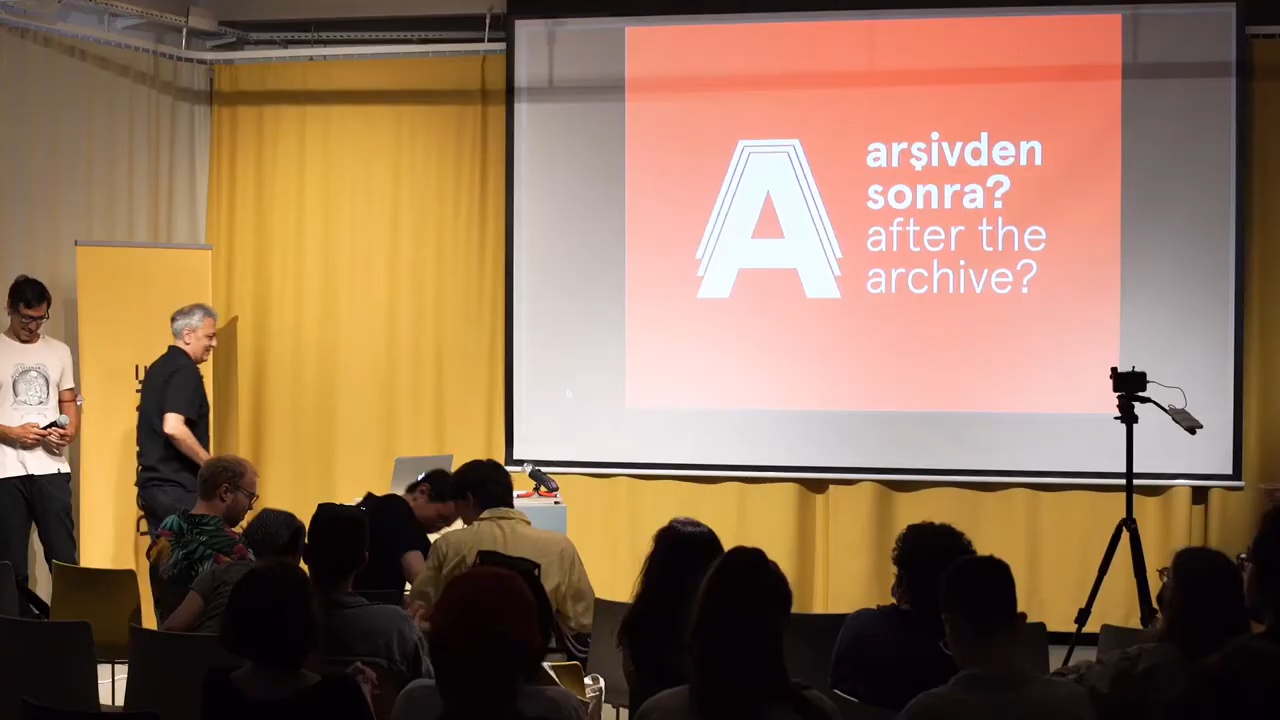 A
arşivden
sonra?
after the
archive?